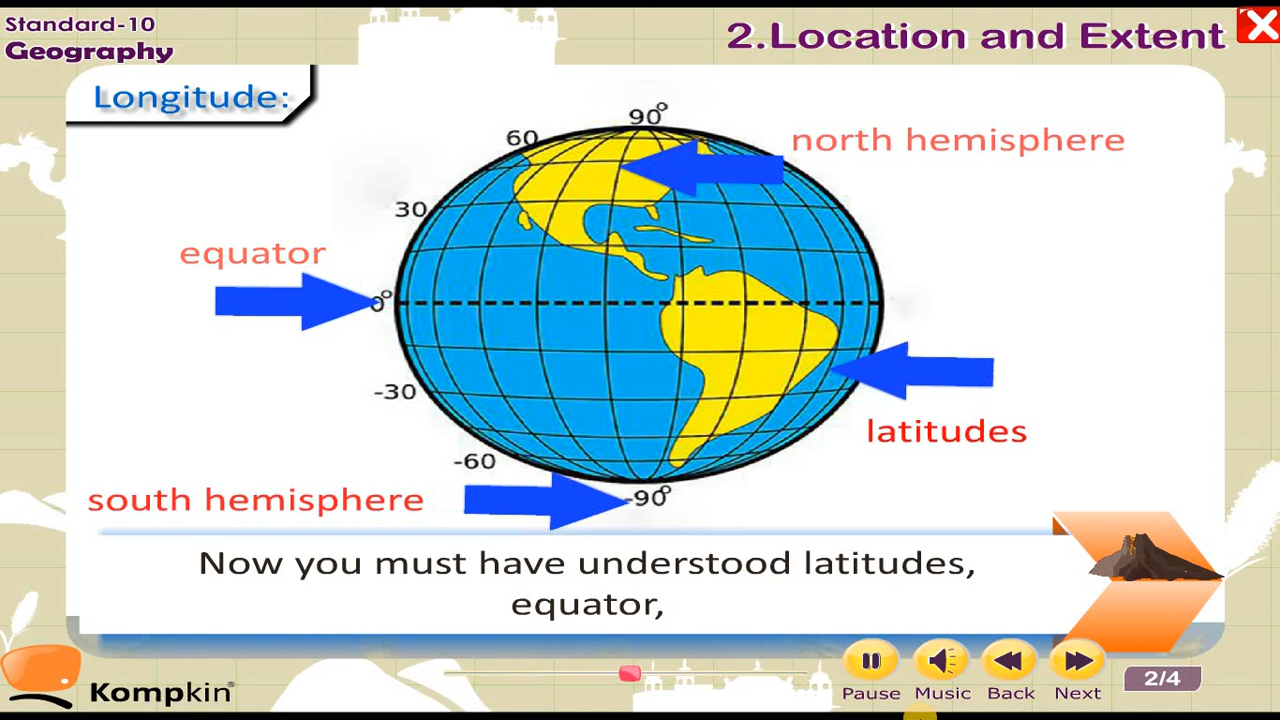 Standard-10
Geography
2.Location and Extent
Longitude:
90°
60
north hemisphere
30
equator
0°
-30
latitudes
-60
south hemisphere
-90°
Now you must have understood latitudes,
equator,
Kompkin®
Pause
Music
Back
Next
2/4